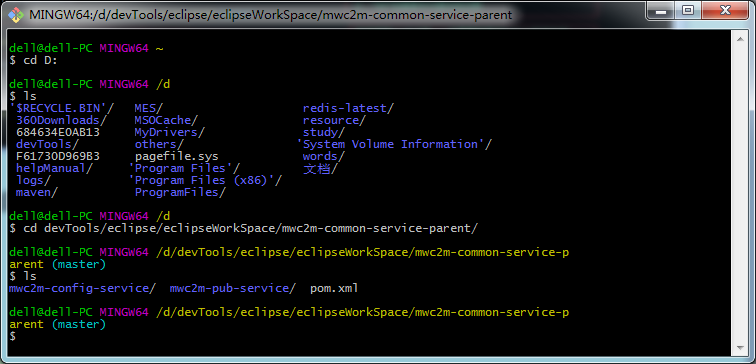 MINGW64:/d/devTools/eclipse/eclipseWorkSpace/mwc2m-common-service-parent
dell@dell-PC MINGW64 ~
$ cd D:
dell@dell-PC MINGW64 /d
$ ls
'$RECYCLE.BIN'/ MES/ redis-latest/
360Downloads/ MSOCache/ resource/
684634E0AB13 MyDrivers/ study/
devTools/ others/ 'System Volume Information'/
F61730D969B3 pagefile.sys words/
helpManual/ 'Program Files'/ 文档/
logs/ 'Program Files (x86)'/
maven/ ProgramFiles/
dell@dell-PC MINGW64 /d
$ cd devTools/eclipse/eclipseWorkSpace/mwc2m-common-service-parent/
dell@dell-PC MINGW64 /d/devTools/eclipse/eclipseWorkSpace/mwc2m-common-service-p
arent (master)
$ ls
mwc2m-config-service/ mwc2m-pub-service/ pom.xml
dell@dell-PC MINGW64 /d/devTools/eclipse/eclipseWorkSpace/mwc2m-common-service-p
arent (master)
$